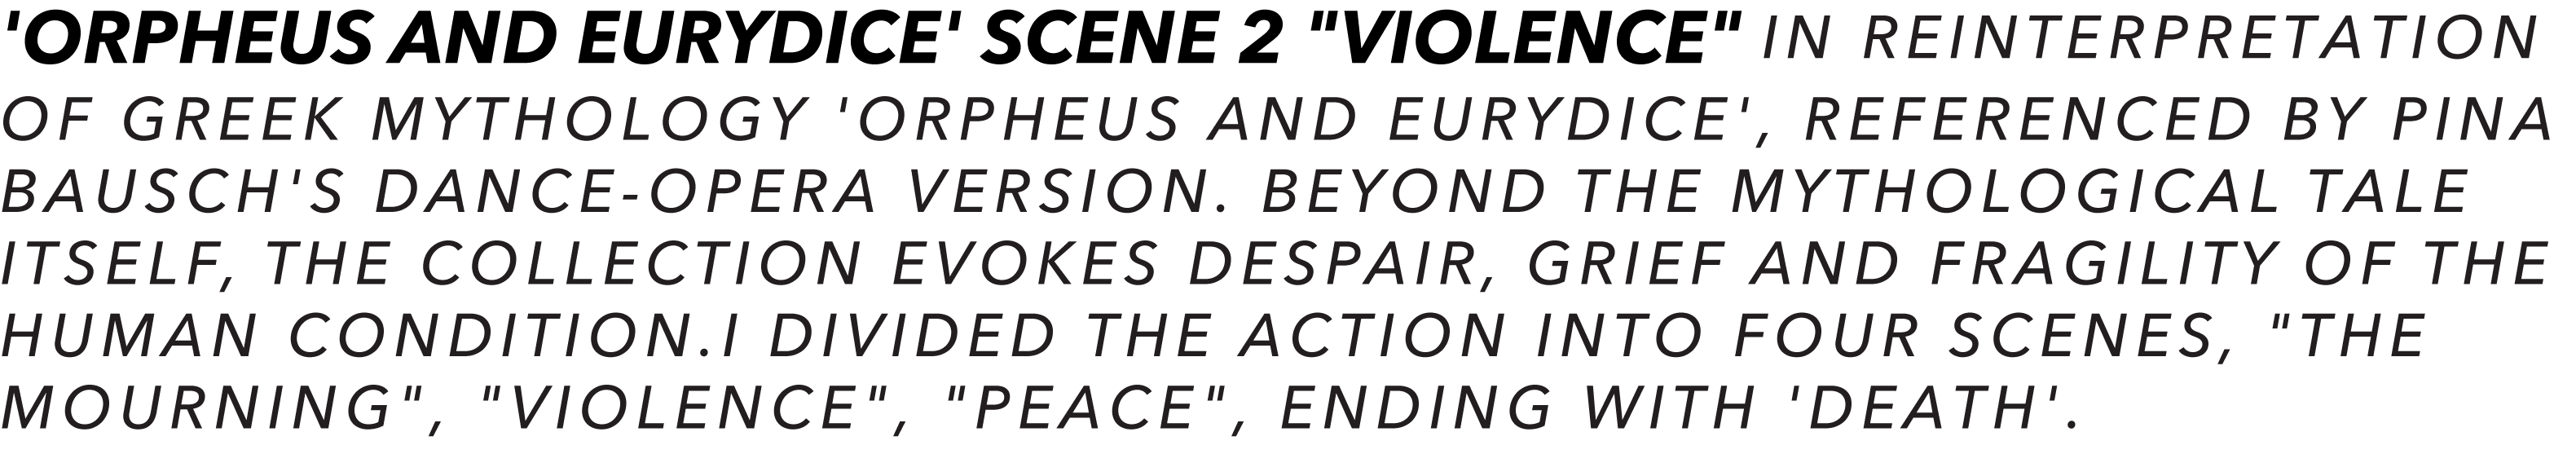 'ORPHEUS AND EURYDICE' SCENE 2 "VIOLENCE" IN REINTERPRETATION
OF GREEK MYTHOLOGY 'ORPHEUS AND EURYDICE', REFERENCED BY PINA
BAUSCH'S DANCE-OPERA VERSION. BEYOND THE MYTHOLOGICAL TALE
ITSELF, THE COLLECTION EVOKES DESPAIR, GRIEF AND FRAGILITY OF THE
HUMAN CONDITION.I DIVIDED THE ACTION INTO FOUR SCENES, "THE
MOURNING", "VIOLENCE", "PEACE", ENDING WITH 'DEATH'.